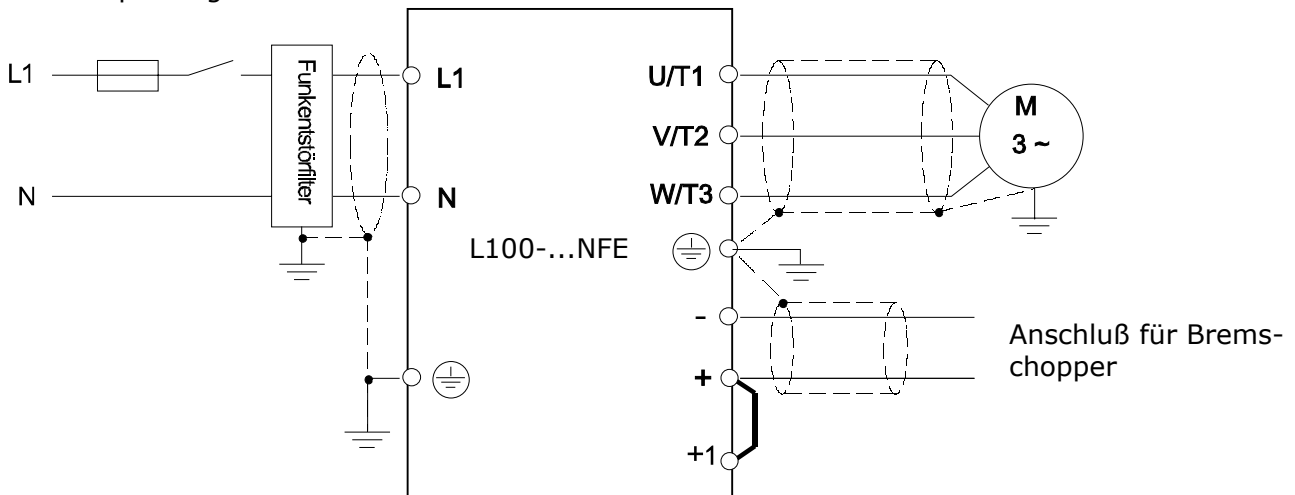 L1
N
Funkentstörfilter
L1
N
L100-...NFE
U/T1
V/T2
W/T3
-
+
+1
M
3 ~
Anschluß für Brems-
chopper